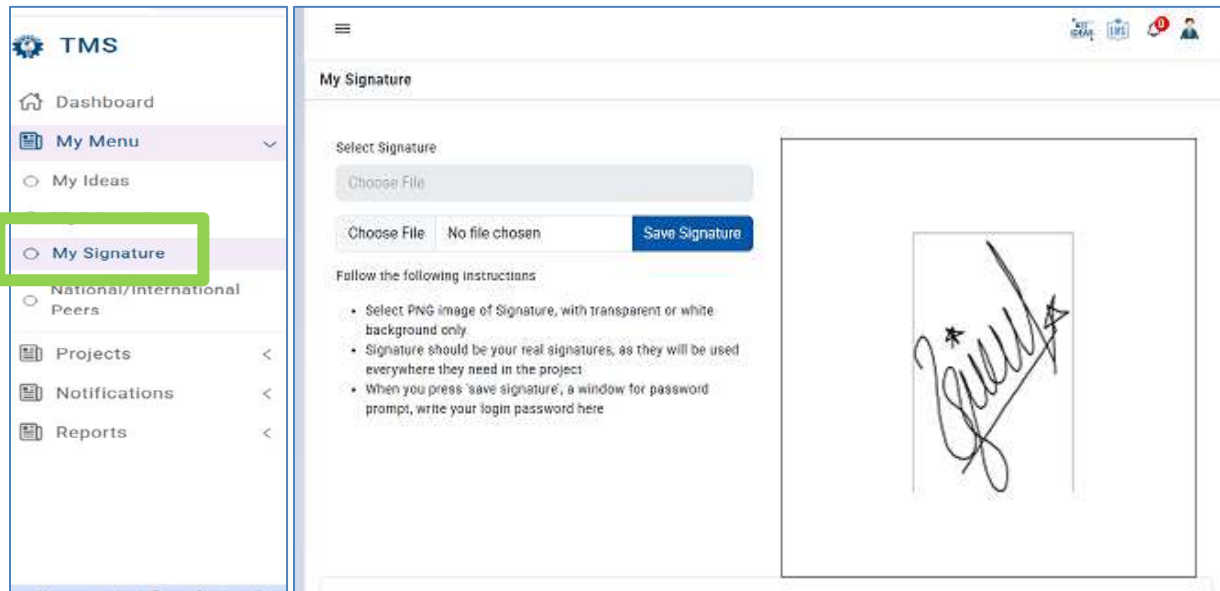 TMS
Dashboard
My Menu
My Ideas
My Signature
National/International
Peers
Projects
Notifications
Reports
My Signature
Select Signature
Choose File
Choose File No file chosen Save Signature
Follow the following instructions
• Select PNG image of Signature, with transparent or white
background only
• Signature should be your real signatures, as they will be used
everywhere they need in the project
• When you press 'save signature', a window for password
prompt, write your login password here
0